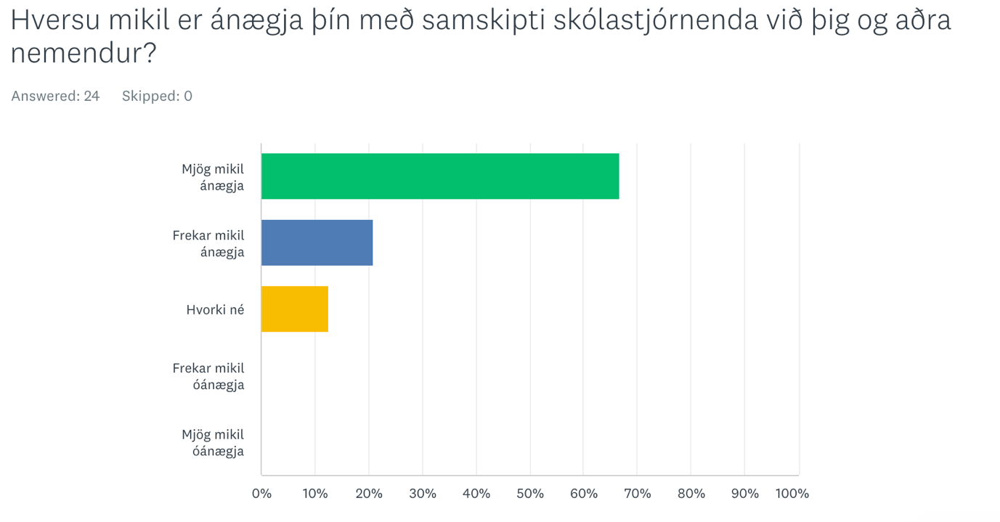 Hversu mikil er ánægja þín með samskipti skólastjórnenda við þig og aðra
nemendur?
Answered: 24 Skipped: 0
Mjög mikil
ánægja
Frekar mikil
ánægja
Hvorki né
Frekar mikil
óánægja
Mjög mikil
óánægja
0% 10% 20% 30% 40% 50% 60% 70% 80% 90% 100%